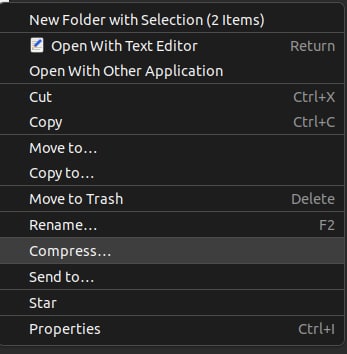 New Folder with Selection (2 Items)
Open With Text Editor Return
Open With Other Application
Cut Ctrl+X
Copy Ctrl+C
Move to…
Copy to…
Move to Trash Delete
Rename… F2
Compress…
Send to…
Star
Properties Ctrl+I